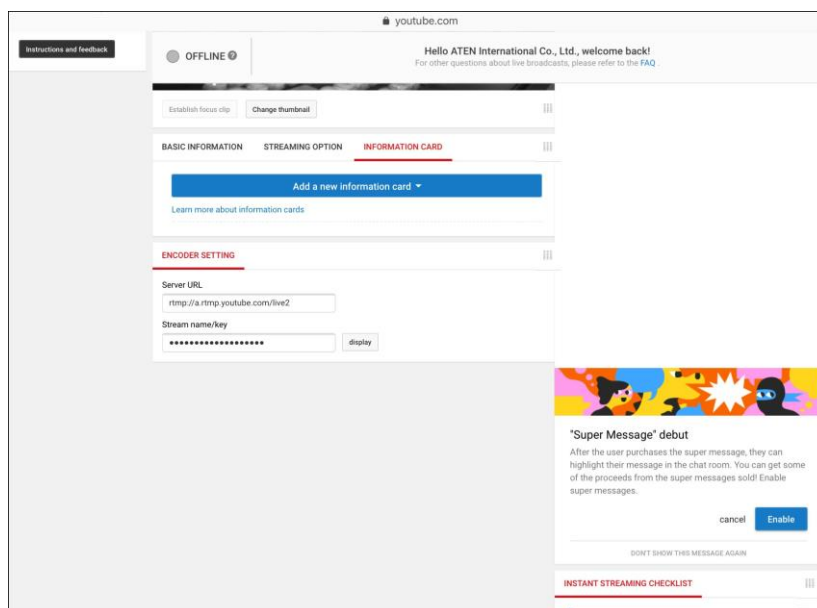 youtube.com
Instructions and feedback
OFFLINE
Hello ATEN International Co., Ltd., welcome back!
For other questions about live broadcasts, please refer to the FAQ .
Establish focus clip
Change thumbnail
BASIC INFORMATION
STREAMING OPTION
INFORMATION CARD
Add a new information card
Learn more about information cards
ENCODER SETTING
Server URL
rtmp://a.rtmp.youtube.com/live2
Stream name/key
display
"Super Message" debut
After the user purchases the super message, they can
highlight their message in the chat room. You can get some
of the proceeds from the super messages sold! Enable
super messages.
cancel
Enable
DON'T SHOW THIS MESSAGE AGAIN
INSTANT STREAMING CHECKLIST